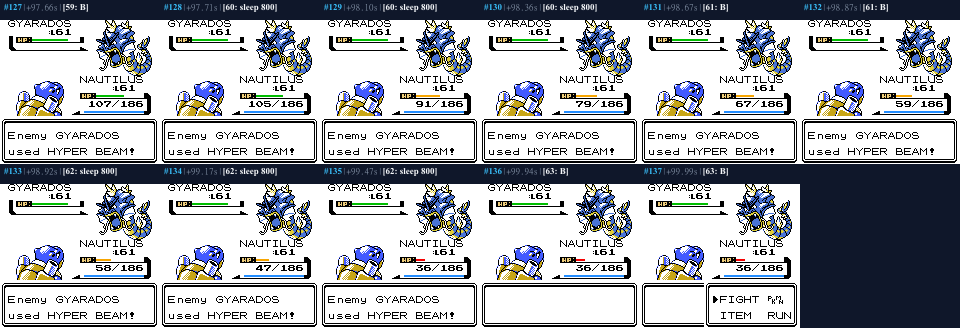 #127 | +97.66s | [59: B]
GYARADOS
:L61
HP:
NAUTILUS
:L61
HP:
107/186
Enemy GYARADOS
used HYPER BEAM!
#128 | +97.71s | [60: sleep 800]
GYARADOS
:L61
HP:
NAUTILUS
:L61
HP:
105/186
Enemy GYARADOS
used HYPER BEAM!
#129 | +98.10s | [60: sleep 800]
GYARADOS
:L61
HP:
NAUTILUS
:L61
HP:
91/186
Enemy GYARADOS
used HYPER BEAM!
#130 | +98.36s | [60: sleep 800]
GYARADOS
:L61
HP:
NAUTILUS
:L61
HP:
79/186
Enemy GYARADOS
used HYPER BEAM!
#131 | +98.67s | [61: B]
GYARADOS
:L61
HP:
NAUTILUS
:L61
HP:
67/186
Enemy GYARADOS
used HYPER BEAM!
#132 | +98.87s | [61: B]
GYARADOS
:L61
HP:
NAUTILUS
:L61
HP:
59/186
Enemy GYARADOS
used HYPER BEAM!
#133 | +98.92s | [62: sleep 800]
GYARADOS
:L61
HP:
NAUTILUS
:L61
HP:
58/186
Enemy GYARADOS
used HYPER BEAM!
#134 | +99.17s | [62: sleep 800]
GYARADOS
:L61
HP:
NAUTILUS
:L61
HP:
47/186
Enemy GYARADOS
used HYPER BEAM!
#135 | +99.47s | [62: sleep 800]
GYARADOS
:L61
HP:
NAUTILUS
:L61
HP:
36/186
Enemy GYARADOS
used HYPER BEAM!
#136 | +99.94s | [63: B]
GYARADOS
:L61
HP:
NAUTILUS
:L61
HP:
36/186
#137 | +99.99s | [63: B]
GYARADOS
:L61
HP:
NAUTILUS
:L61
HP:
36/186
▶FIGHT PKMN
ITEM RUN